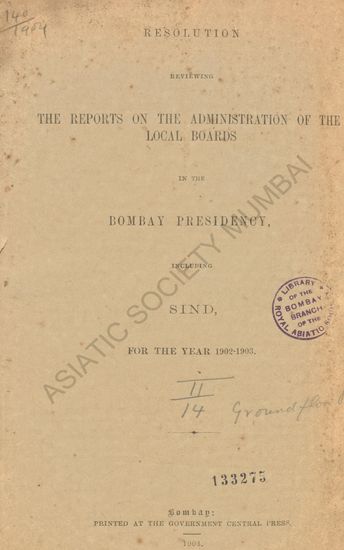 140
1904
RESOLUTION
REVIEWING
THE REPORTS ON THE ADMINISTRATION OF THE
LOCAL BOARDS
IN THE
BOMBAY PRESIDENCY,
INCLUDING
SIND,
FOR THE YEAR 1902-1903.
LIBRARY
OF THE
BOMBAY
BRANCH
OF THE
ROYAL ASIATIC
11
14
Ground floor
133275
Bombay:
PRINTED AT THE GOVERNMENT CENTRAL PRESS.
1904.
ASIATIC SOCIETY MUMBAI